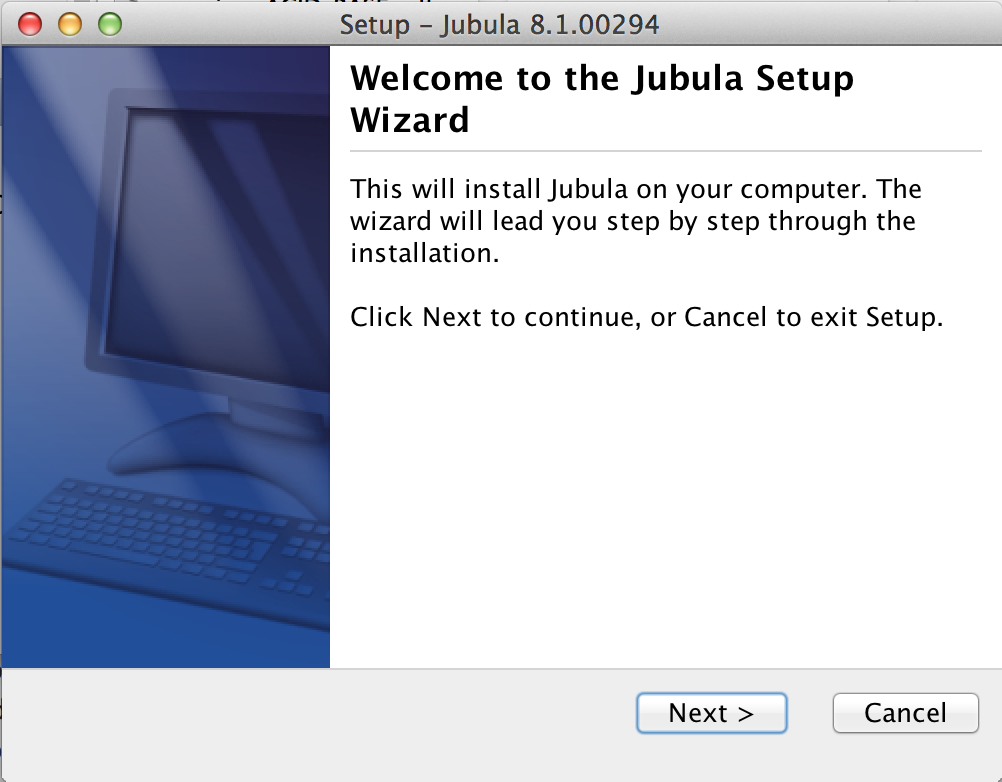 Setup – Jubula 8.1.00294
Welcome to the Jubula Setup
Wizard
This will install Jubula on your computer. The
wizard will lead you step by step through the
installation.
Click Next to continue, or Cancel to exit Setup.
Next >
Cancel